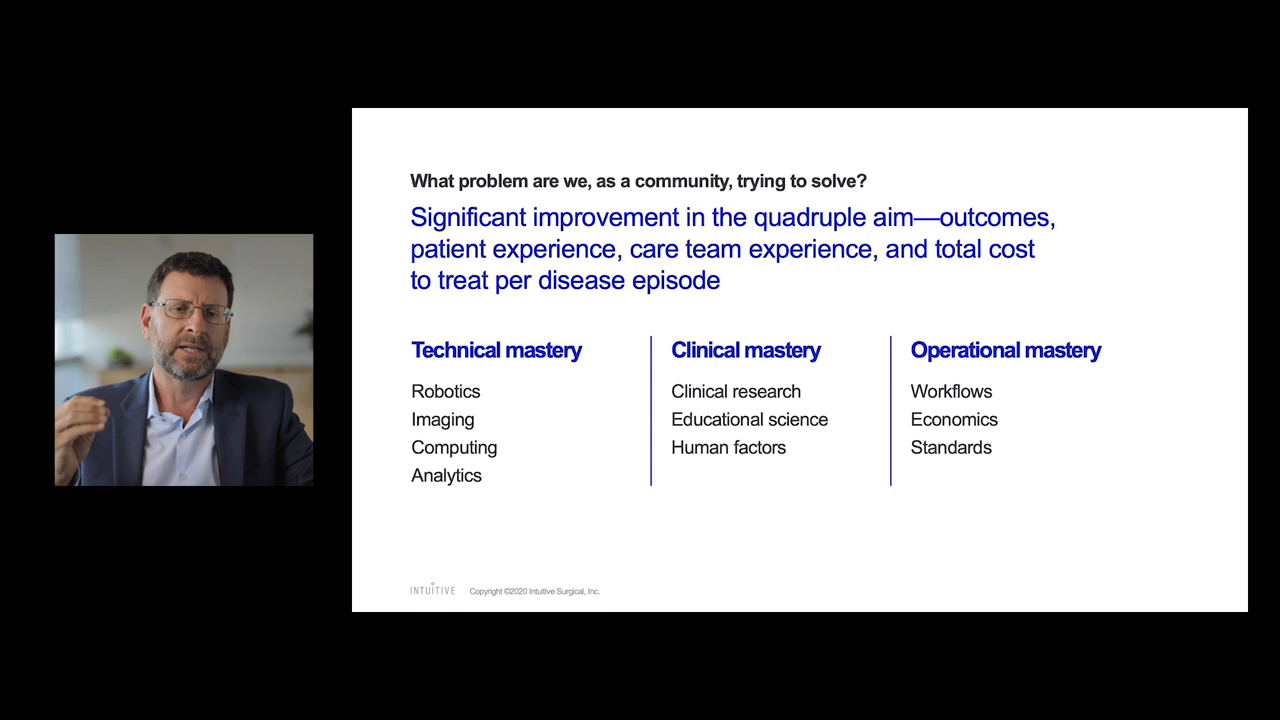 What problem are we, as a community, trying to solve?
Significant improvement in the quadruple aim—outcomes,
patient experience, care team experience, and total cost
to treat per disease episode
Technical mastery
Robotics
Imaging
Computing
Analytics
Clinical mastery
Clinical research
Educational science
Human factors
Operational mastery
Workflows
Economics
Standards
INTUITIVE Copyright ©2020 Intuitive Surgical, Inc.